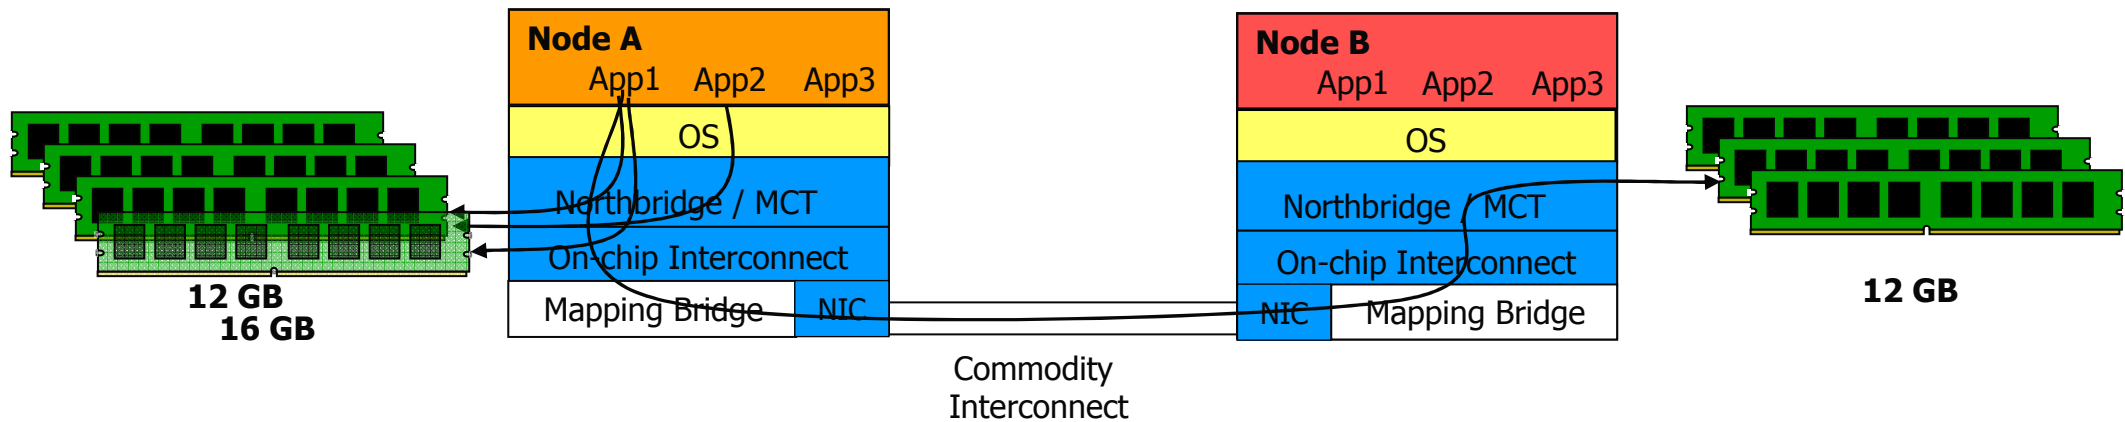 Node A
App1 App2 App3
OS
Northbridge / MCT
On-chip Interconnect
Mapping Bridge NIC
12 GB
16 GB
Commodity
Interconnect
Node B
App1 App2 App3
OS
Northbridge / MCT
On-chip Interconnect
NIC Mapping Bridge
12 GB